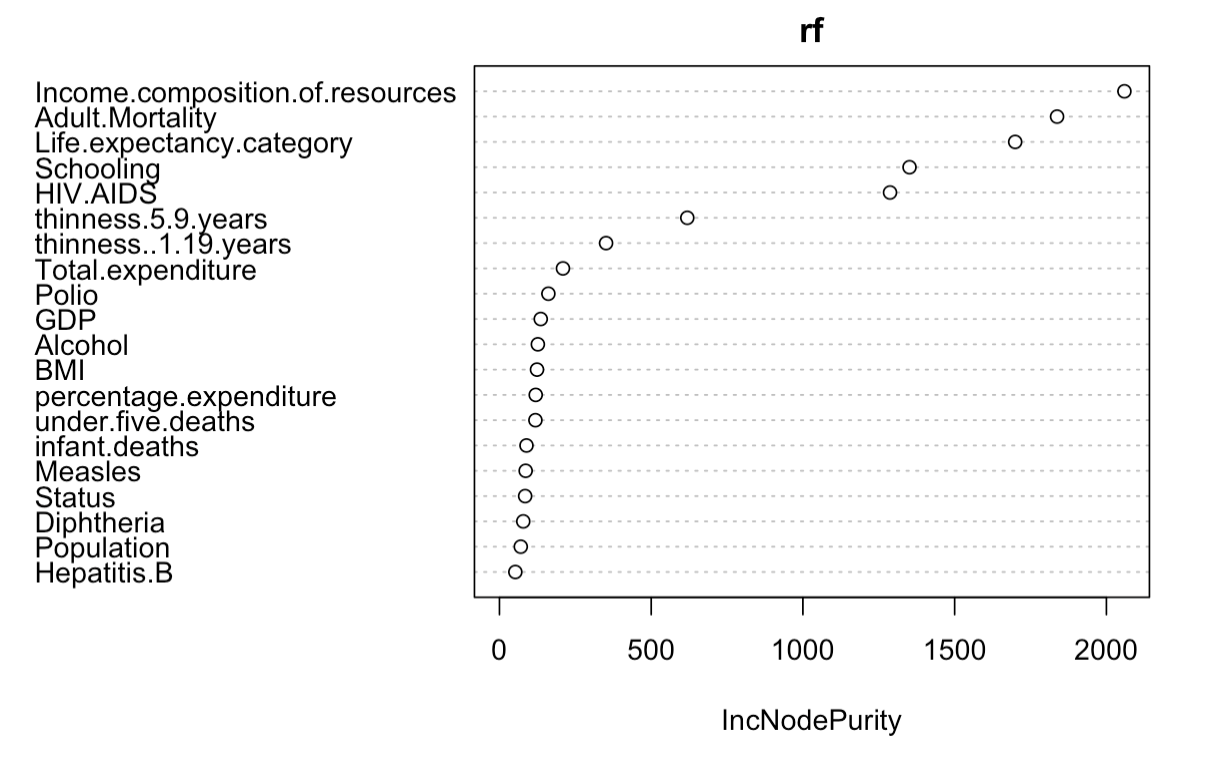 rf
Income.composition.of.resources
Adult.Mortality
Life.expectancy.category
Schooling
HIV.AIDS
thinness.5.9.years
thinness..1.19.years
Total.expenditure
Polio
GDP
Alcohol
BMI
percentage.expenditure
under.five.deaths
infant.deaths
Measles
Status
Diphtheria
Population
Hepatitis.B
0 500 1000 1500 2000
IncNodePurity